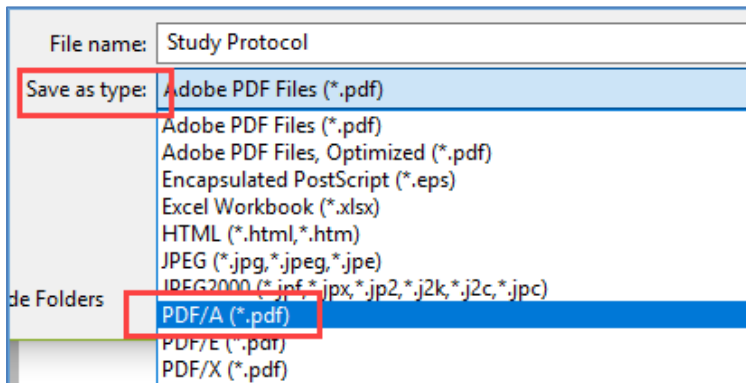 File name: Study Protocol
Save as type: Adobe PDF Files (*.pdf)
Adobe PDF Files (*.pdf)
Adobe PDF Files, Optimized (*.pdf)
Encapsulated PostScript (*.eps)
Excel Workbook (*.xlsx)
HTML (*.html,*.htm)
JPEG (*.jpg,*.jpeg,*.jpe)
JPEG2000 (*.jpf,*.jpx,*.jp2,*.j2k,*.j2c,*.jpc)
de Folders
PDF/A (*.pdf)
PDF/E (*.pdf)
PDF/X (*.pdf)